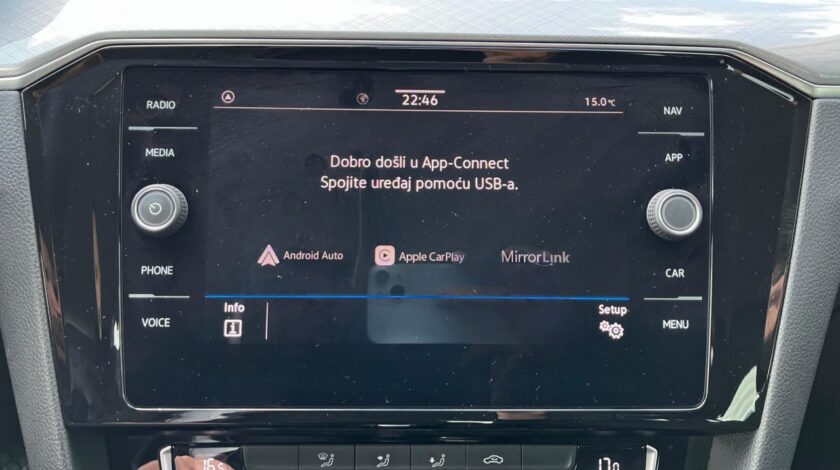 RADIO
MEDIA
PHONE
VOICE
22:46
15.0°C
Dobro došli u App-Connect
Spojite uređaj pomoću USB-a.
Android Auto
Apple CarPlay
MirrorLink
Info
Setup
NAV
APP
CAR
MENU